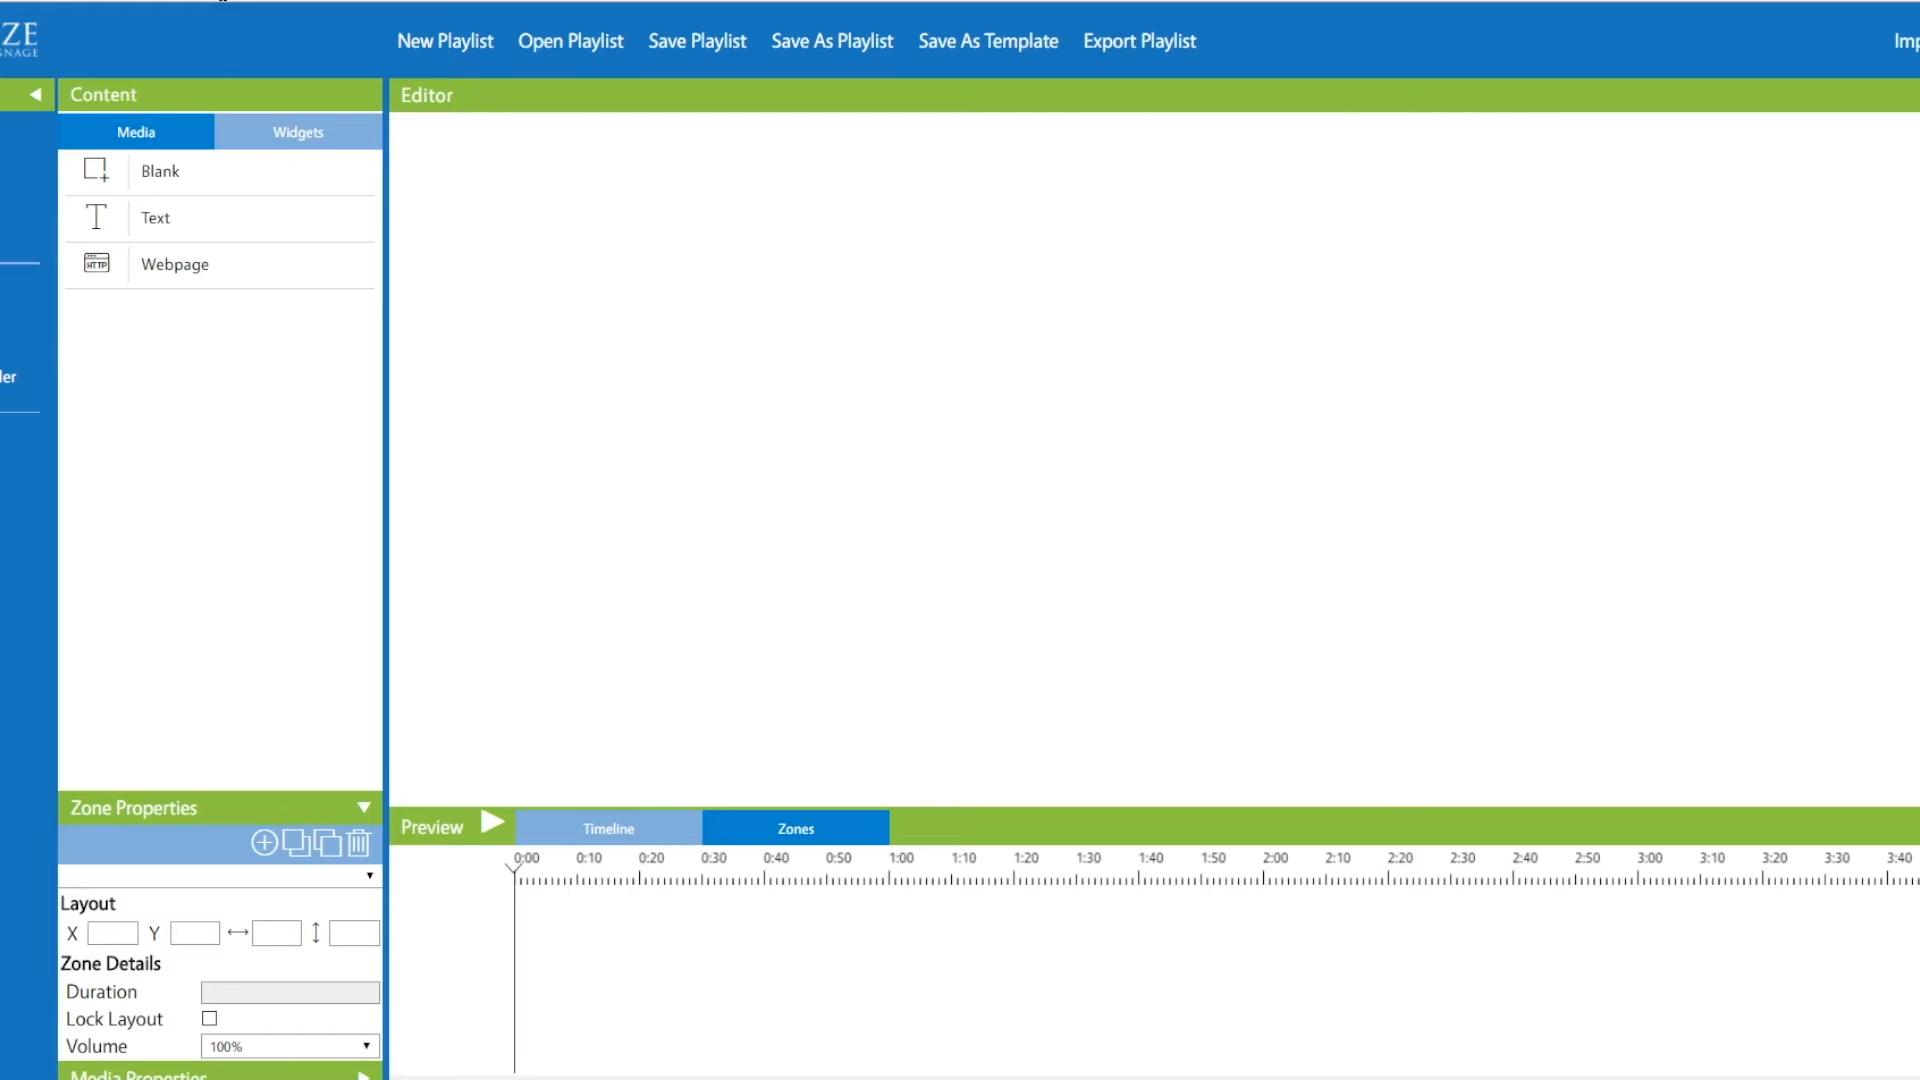 ZE
NAGE
New Playlist Open Playlist Save Playlist Save As Playlist Save As Template Export Playlist
Imp
Content
Editor
Media Widgets
Blank
Text
HTTP
Webpage
ler
Zone Properties
Preview
Timeline Zones
0:00 0:10 0:20 0:30 0:40 0:50 1:00 1:10 1:20 1:30 1:40 1:50 2:00 2:10 2:20 2:30 2:40 2:50 3:00 3:10 3:20 3:30 3:40
Layout
X Y
Zone Details
Duration
Lock Layout
Volume 100%
Media Properties